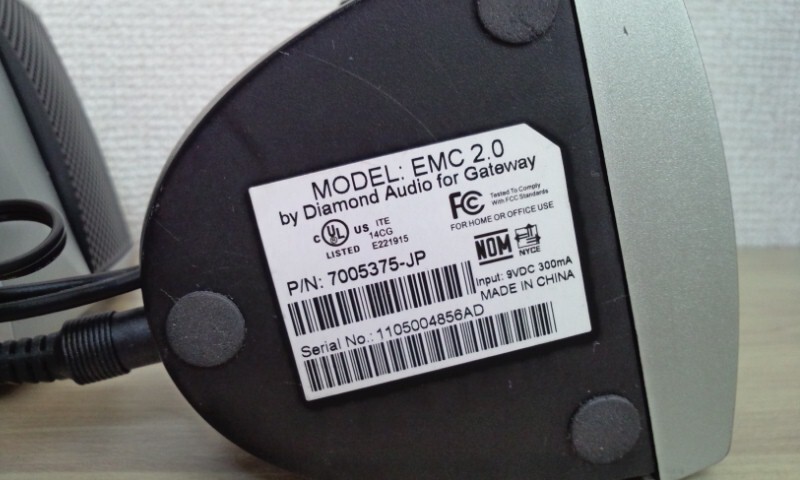 MODEL: EMC 2.0
by Diamond Audio for Gateway
c UL US ITE
14CG
LISTED E221915
FC Tested To Comply
With FCC Standards
FOR HOME OR OFFICE USE
NOM NYCE
P/N: 7005375-JP
Input: 9VDC 300mA
MADE IN CHINA
Serial No.: 1105004856AD